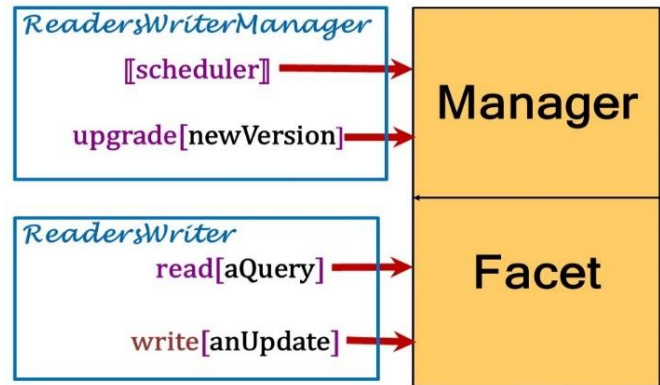 ReadersWriterManager
⟦scheduler⟧
upgrade[newVersion]
Manager
ReadersWriter
read[aQuery]
Facet
write[anUpdate]